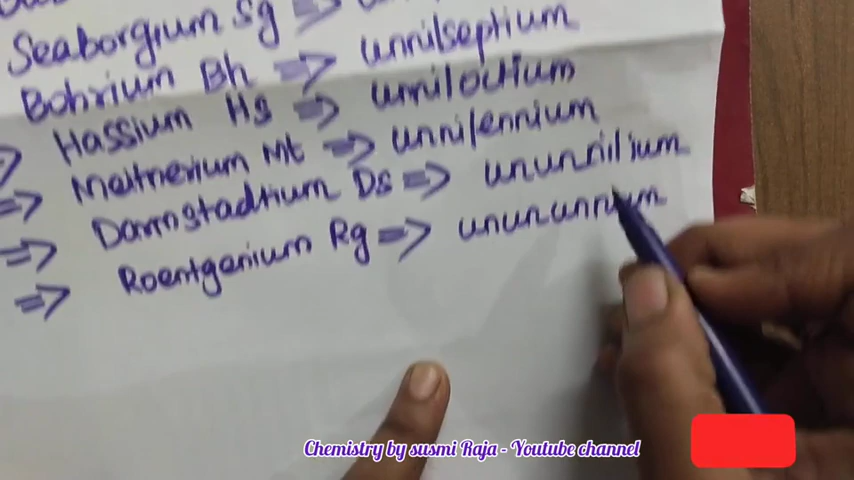 Seaborgium Sg ⇒
Bohrium Bh ⇒ unnilseptium
Hassium Hs ⇒ unniloctium
⇒ Meitnerium Mt ⇒ unnilennium
⇒ Darmstadtium Ds ⇒ ununnilium
⇒ Roentgenium Rg ⇒ unununnium
Chemistry by susmi Raja - Youtube channel